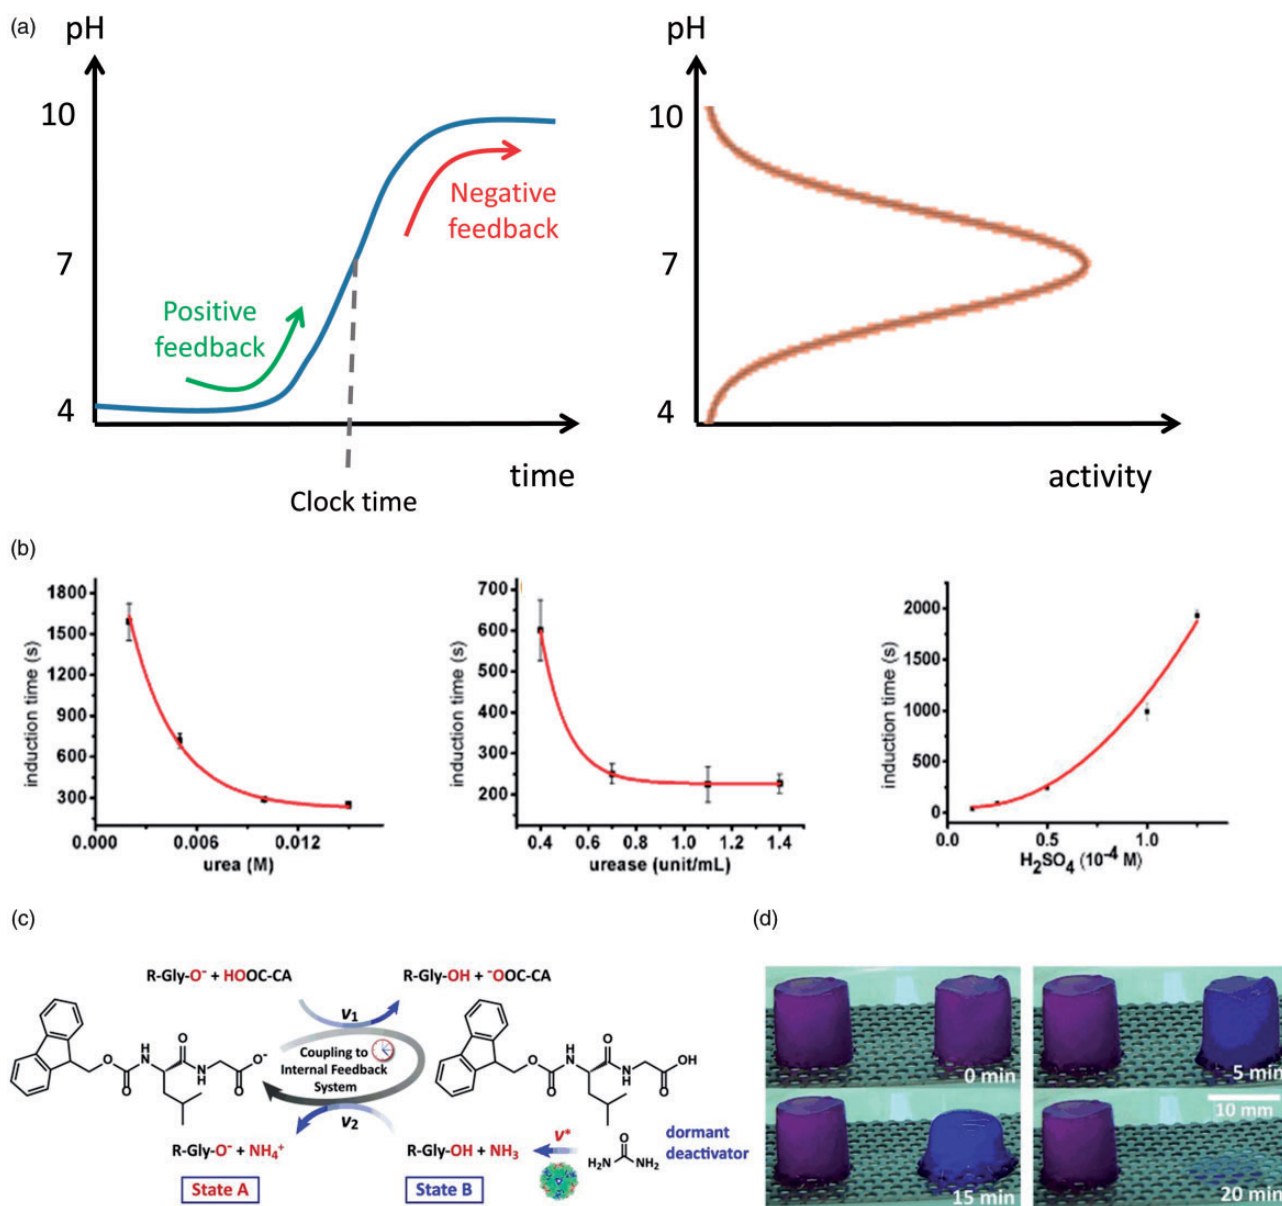 (a)
pH
10
7
4
Positive
feedback
Negative
feedback
Clock time
time
pH
10
7
4
activity
(b)
induction time (s)
1800
1500
1200
900
600
300
0.000 0.006 0.012
urea (M)
induction time (s)
700
600
500
400
300
200
0.4 0.6 0.8 1.0 1.2 1.4
urease (unit/mL)
induction time (s)
2000
1500
1000
500
0
0.0 0.5 1.0
H₂SO₄ (10⁻⁴ M)
(c)
R-Gly-O⁻ + HOOC-CA
R-Gly-OH + ⁻OOC-CA
v₁
Coupling to
Internal Feedback
System
v₂
O O H N N H O O O⁻
O O H N N H O O OH
R-Gly-O⁻ + NH₄⁺
R-Gly-OH + NH₃
v*
O
H₂N NH₂
dormant
deactivator
State A
State B
(d)
0 min
5 min
10 mm
15 min
20 min